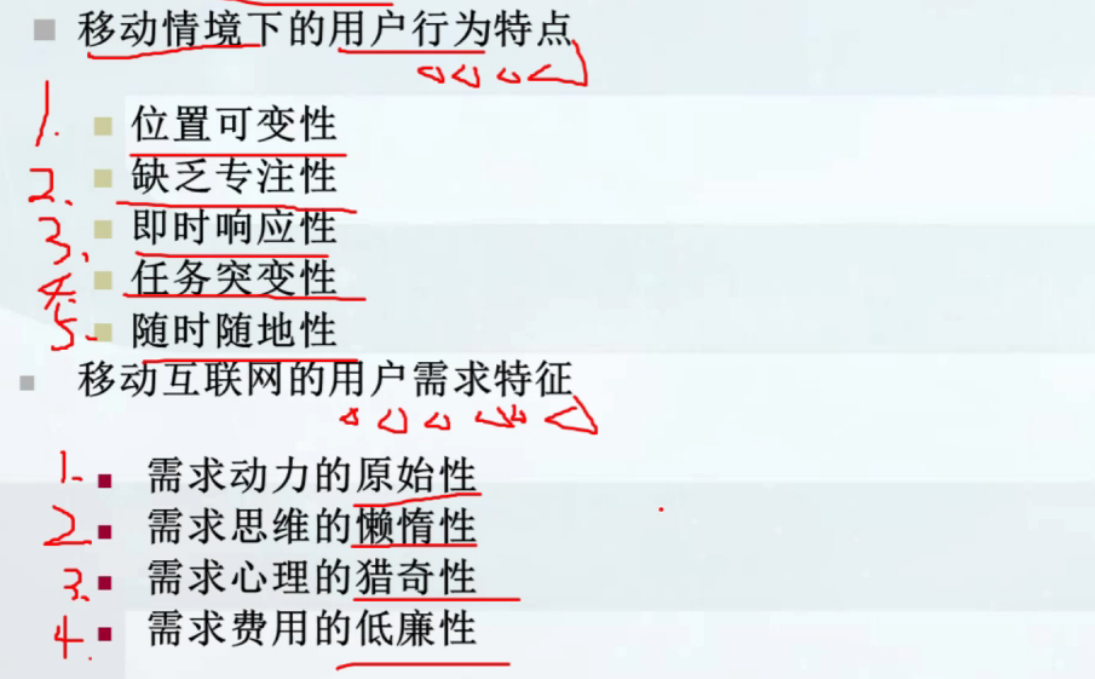 移动情境下的用户行为特点
1. 位置可变性
2. 缺乏专注性
3. 即时响应性
4. 任务突变性
5. 随时随地性
移动互联网的用户需求特征
1. 需求动力的原始性
2. 需求思维的懒惰性
3. 需求心理的猎奇性
4. 需求费用的低廉性